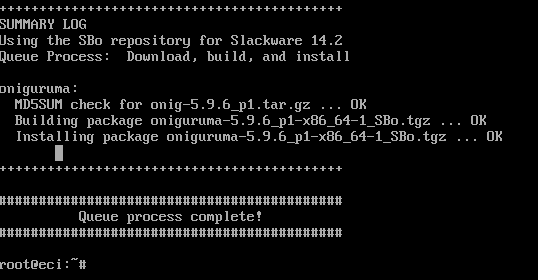 +++++++++++++++++++++++++++++++++++++++++++
SUMMARY LOG
Using the SBo repository for Slackware 14.2
Queue Process:  Download, build, and install

oniguruma:
  MD5SUM check for onig-5.9.6_p1.tar.gz ... OK
  Building package oniguruma-5.9.6_p1-x86_64-1_SBo.tgz ... OK
  Installing package oniguruma-5.9.6_p1-x86_64-1_SBo.tgz ... OK

+++++++++++++++++++++++++++++++++++++++++++

###########################################
          Queue process complete!
###########################################

root@eci:~#